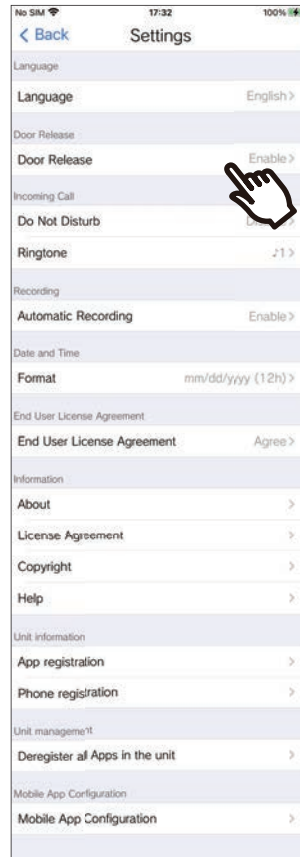 No SIM 17:32 100%
< Back Settings
Language
Language English >
Door Release
Door Release Enable >
Incoming Call
Do Not Disturb >
Ringtone ♪1 >
Recording
Automatic Recording Enable >
Date and Time
Format mm/dd/yyyy (12h) >
End User License Agreement
End User License Agreement Agree >
Information
About >
License Agreement >
Copyright >
Help >
Unit information
App registration >
Phone registration >
Unit management
Deregister all Apps in the unit >
Mobile App Configuration
Mobile App Configuration >